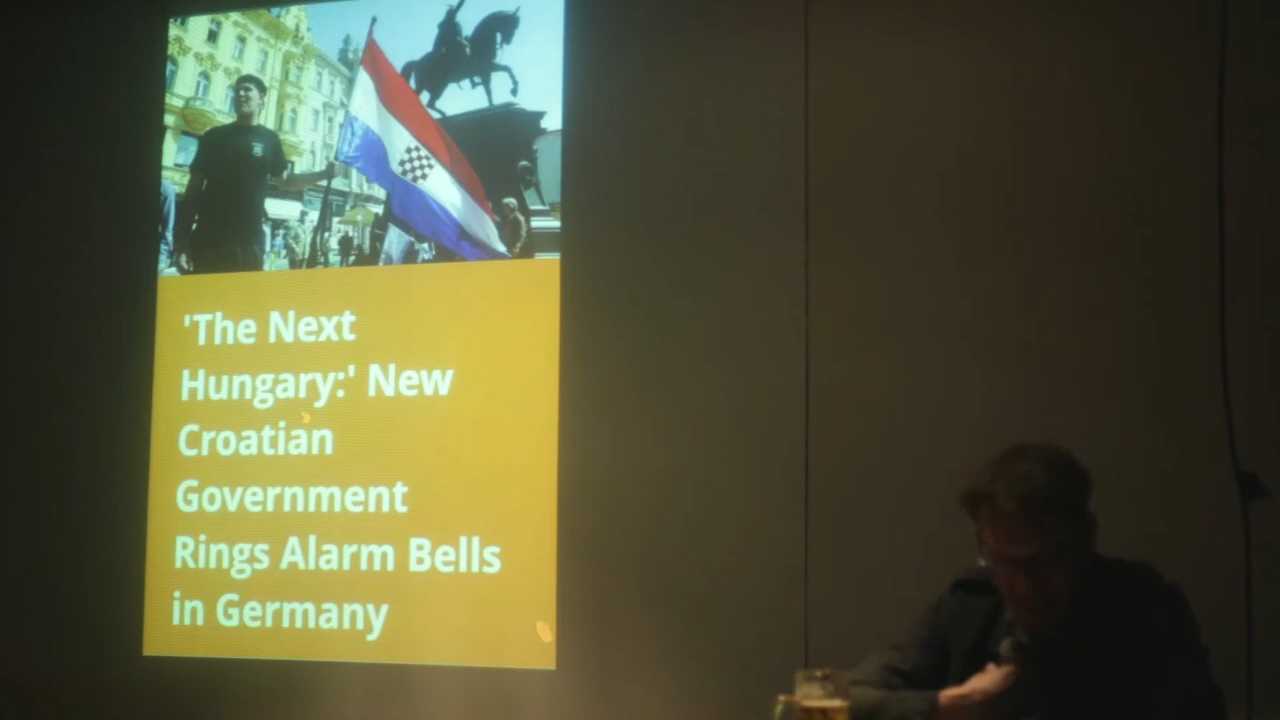 'The Next
Hungary:' New
Croatian
Government
Rings Alarm Bells
in Germany